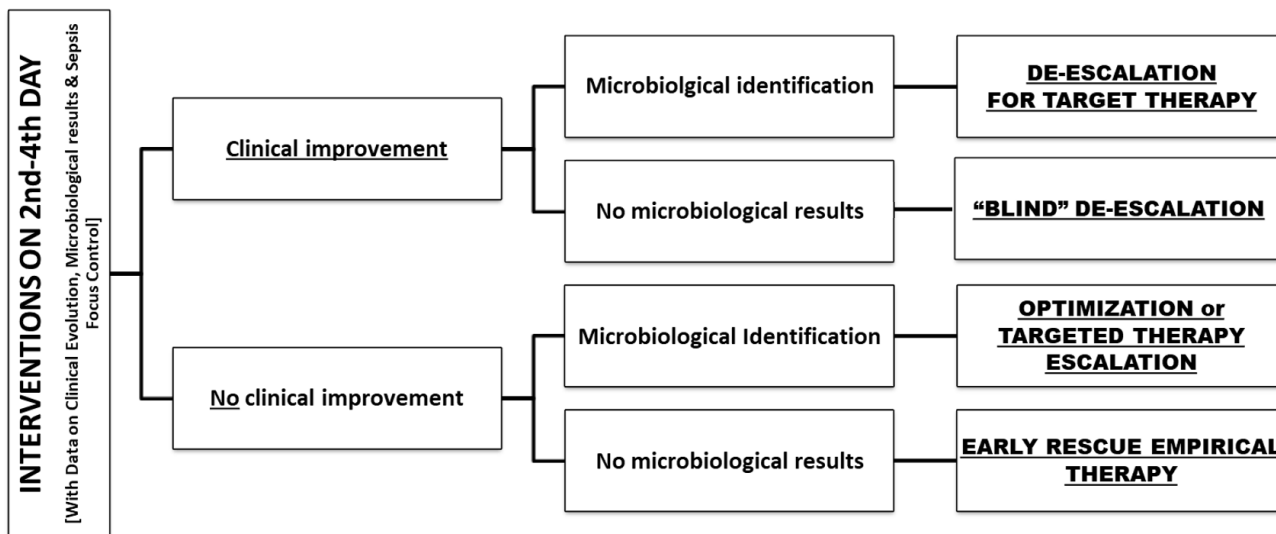 INTERVENTIONS ON 2nd-4th DAY
[With Data on Clinical Evolution, Microbiological results & Sepsis
Focus Control]
Clinical improvement
Microbiolgical identification
DE-ESCALATION
FOR TARGET THERAPY
No microbiological results
“BLIND” DE-ESCALATION
No clinical improvement
Microbiological Identification
OPTIMIZATION or
TARGETED THERAPY
ESCALATION
No microbiological results
EARLY RESCUE EMPIRICAL
THERAPY